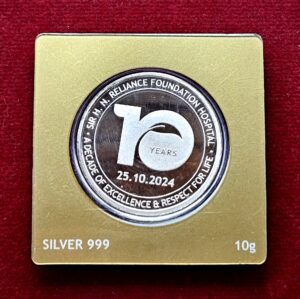 SIR H. N. RELIANCE FOUNDATION HOSPITAL
10
YEARS
25.10.2024
A DECADE OF EXCELLENCE & RESPECT FOR LIFE
SILVER 999
10g